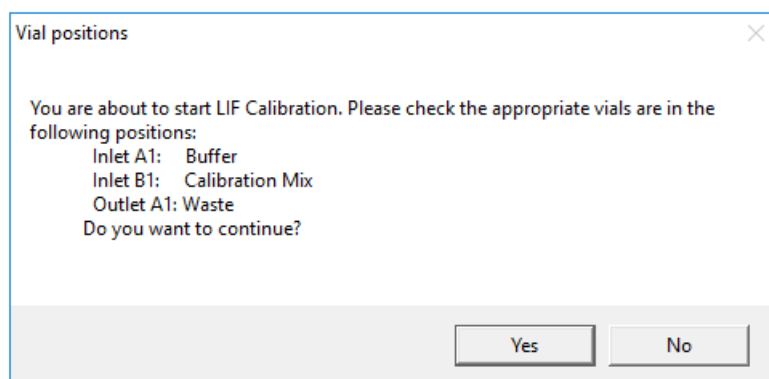 Vial positions
You are about to start LIF Calibration. Please check the appropriate vials are in the
following positions:
Inlet A1: Buffer
Inlet B1: Calibration Mix
Outlet A1: Waste
Do you want to continue?
Yes No